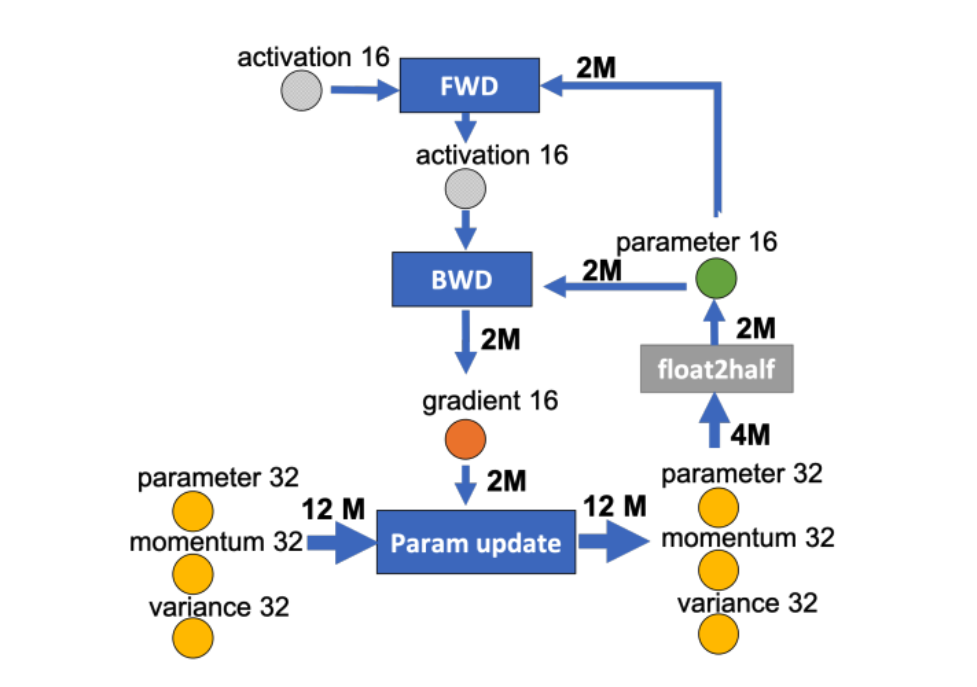 activation 16
FWD
2M
activation 16
parameter 16
BWD
2M
2M
2M
float2half
gradient 16
4M
parameter 32
2M
parameter 32
12 M
12 M
momentum 32
Param update
momentum 32
variance 32
variance 32